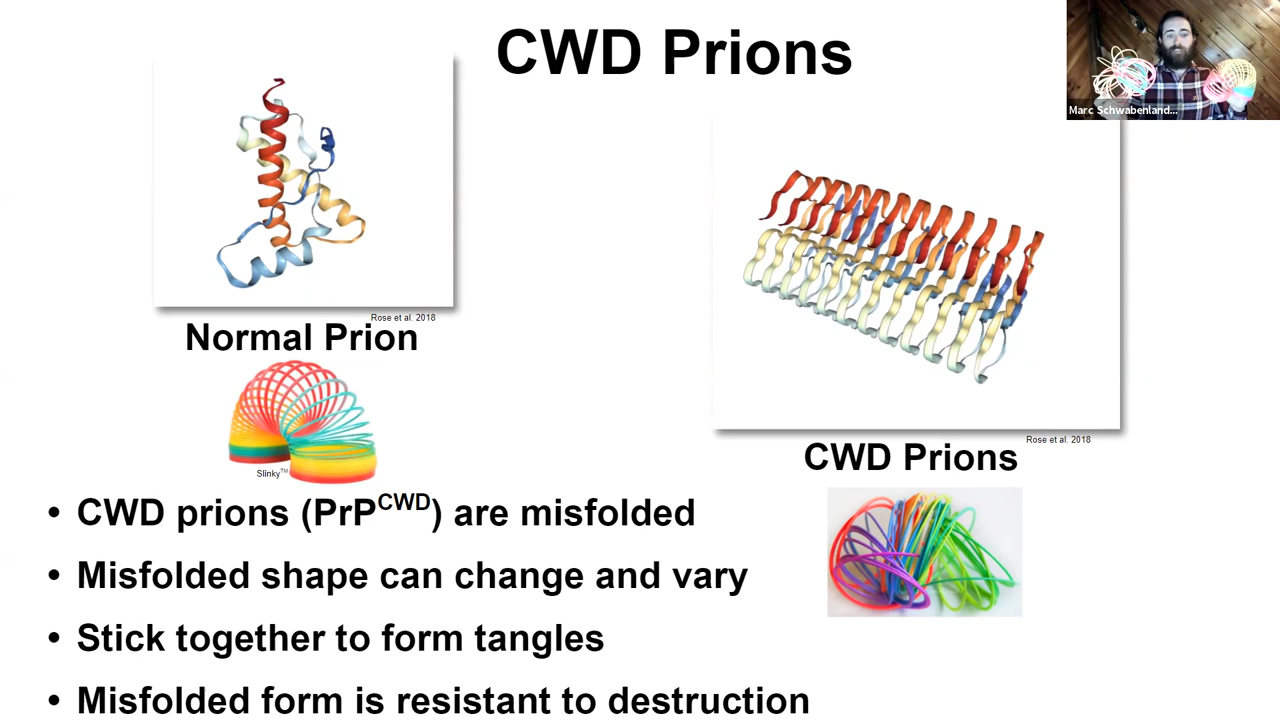 CWD Prions
Marc Schwabenland...
Rose et al. 2018
Normal Prion
Slinky™
Rose et al. 2018
CWD Prions
• CWD prions (PrPCWD) are misfolded
• Misfolded shape can change and vary
• Stick together to form tangles
• Misfolded form is resistant to destruction